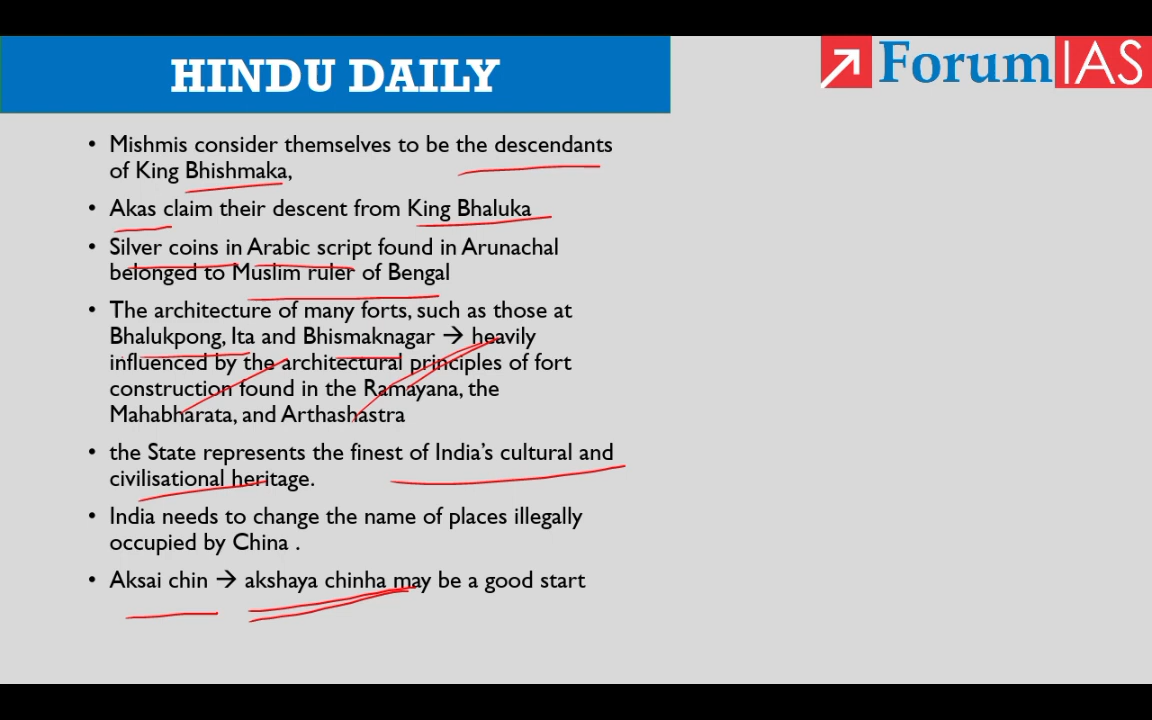 HINDU DAILY
ForumIAS
• Mishmis consider themselves to be the descendants
of King Bhishmaka,
• Akas claim their descent from King Bhaluka
• Silver coins in Arabic script found in Arunachal
belonged to Muslim ruler of Bengal
• The architecture of many forts, such as those at
Bhalukpong, Ita and Bhismaknagar → heavily
influenced by the architectural principles of fort
construction found in the Ramayana, the
Mahabharata, and Arthashastra
• the State represents the finest of India’s cultural and
civilisational heritage.
• India needs to change the name of places illegally
occupied by China .
• Aksai chin → akshaya chinha may be a good start